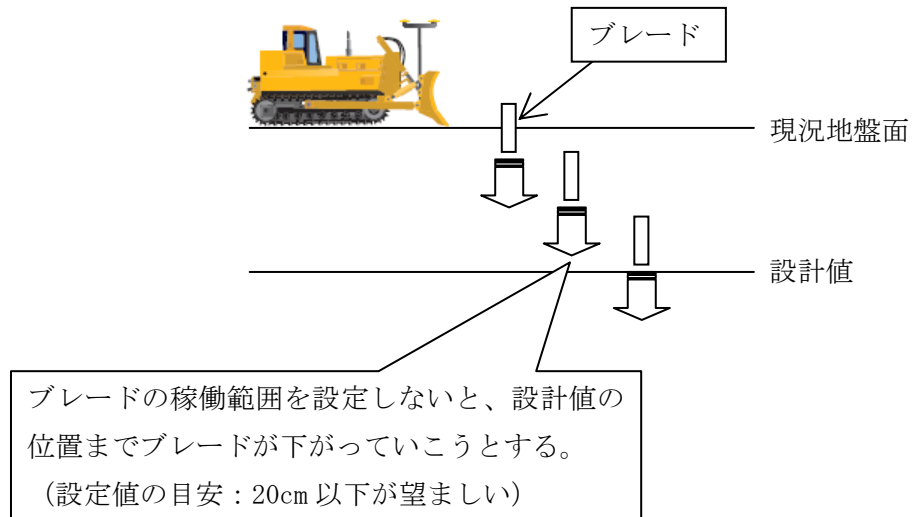 ブレード
現況地盤面
設計値
ブレードの稼働範囲を設定しないと、設計値の
位置までブレードが下がっていこうとする。
（設定値の目安：20cm 以下が望ましい）